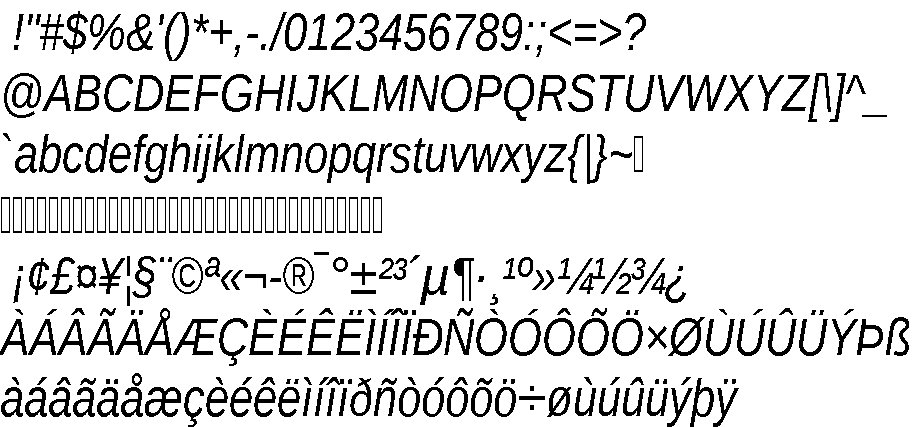 !"#$%&'()*+,-./0123456789:;<=>?
@ABCDEFGHIJKLMNOPQRSTUVWXYZ[\]^_
`abcdefghijklmnopqrstuvwxyz{|}~
¡¢£¤¥¦§¨©ª«¬-®¯°±²³´µ¶·¸¹º»¼½¾¿
ÀÁÂÃÄÅÆÇÈÉÊËÌÍÎÏÐÑÒÓÔÕÖ×ØÙÚÛÜÝÞß
àáâãäåæçèéêëìíîïðñòóôõö÷øùúûüýþÿ